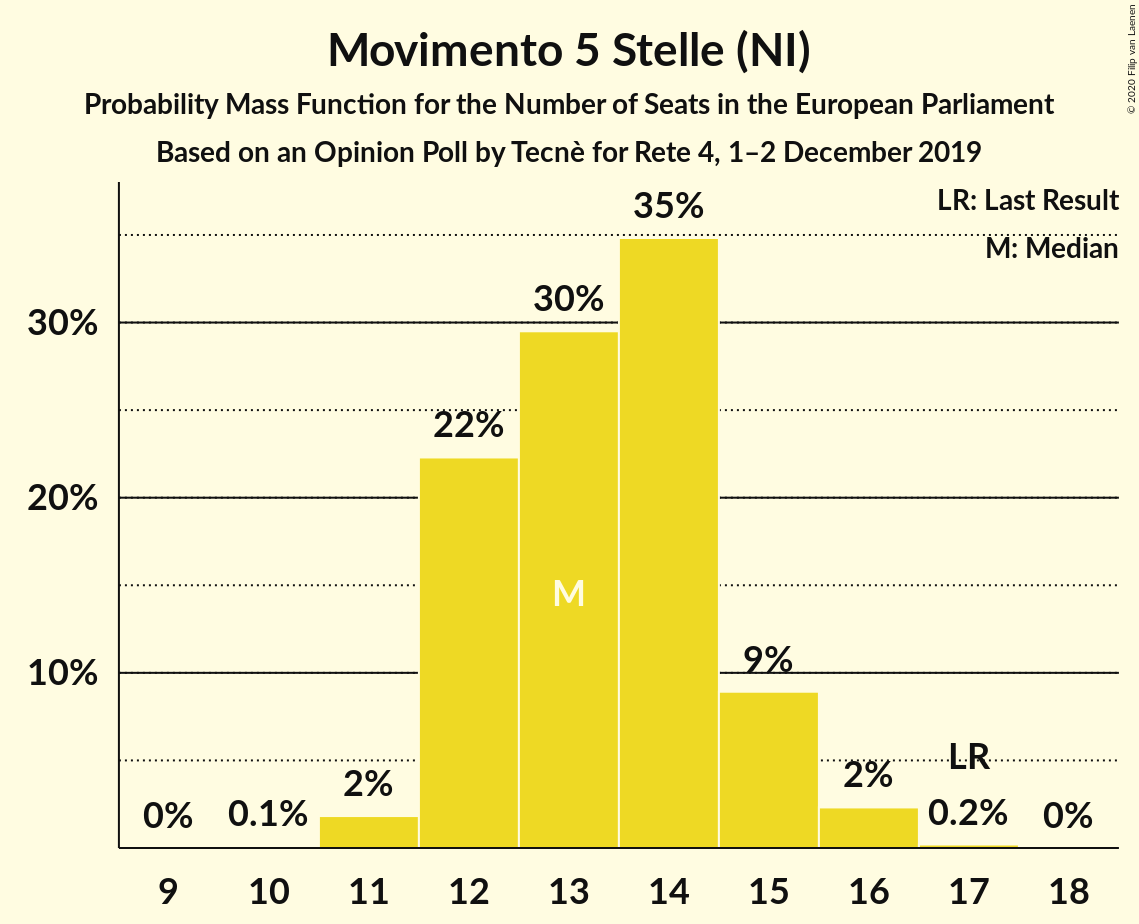 Movimento 5 Stelle (NI)
Probability Mass Function for the Number of Seats in the European Parliament
Based on an Opinion Poll by Tecnè for Rete 4, 1–2 December 2019
© 2020 Filip van Laenen
LR: Last Result
M: Median
30%
20%
10%
0%
0.1%
2%
22%
30%
M
35%
9%
2%
LR
0.2%
0%
9 10 11 12 13 14 15 16 17 18